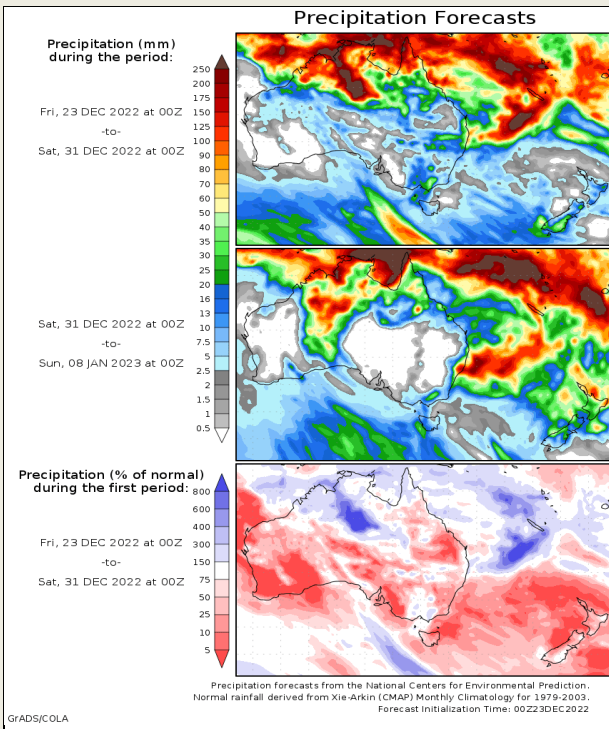 Precipitation Forecasts
Precipitation (mm)
during the period:
Fri, 23 DEC 2022 at 00Z
-to-
Sat, 31 DEC 2022 at 00Z
250
200
175
150
125
100
90
80
70
60
50
40
35
30
25
20
16
13
10
7.5
5
2.5
2
1.5
1
0.5
Sat, 31 DEC 2022 at 00Z
-to-
Sun, 08 JAN 2023 at 00Z
Precipitation (% of normal)
during the first period:
Fri, 23 DEC 2022 at 00Z
-to-
Sat, 31 DEC 2022 at 00Z
800
600
400
300
150
75
50
25
10
5
Precipitation forecasts from the National Centers for Environmental Prediction.
Normal rainfall derived from Xie-Arkin (CMAP) Monthly Climatology for 1979-2003.
Forecast Initialization Time: 00Z23DEC2022
GrADS/COLA